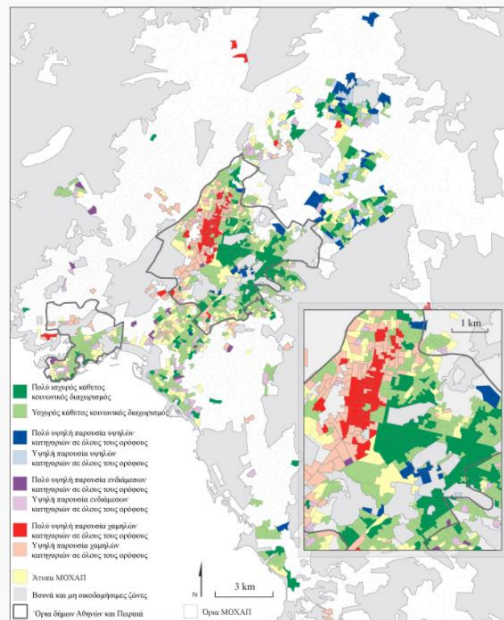 1 km
Πολύ ισχυρός κάθετος
κοινωνικός διαχωρισμός
Ισχυρός κάθετος κοινωνικός διαχωρισμός
Πολύ υψηλή παρουσία υψηλών
κατηγοριών σε όλους τους ορόφους
Υψηλή παρουσία υψηλών
κατηγοριών σε όλους τους ορόφους
Πολύ υψηλή παρουσία ενδιάμεσων
κατηγοριών σε όλους τους ορόφους
Υψηλή παρουσία ενδιάμεσων
κατηγοριών σε όλους τους ορόφους
Πολύ υψηλή παρουσία χαμηλών
κατηγοριών σε όλους τους ορόφους
Υψηλή παρουσία χαμηλών
κατηγοριών σε όλους τους ορόφους
Άτυπα ΜΟΧΑΠ
Βουνά και μη οικοδομήσιμες ζώνες
Όρια δήμων Αθηνών και Πειραιά
N
3 km
Όρια ΜΟΧΑΠ